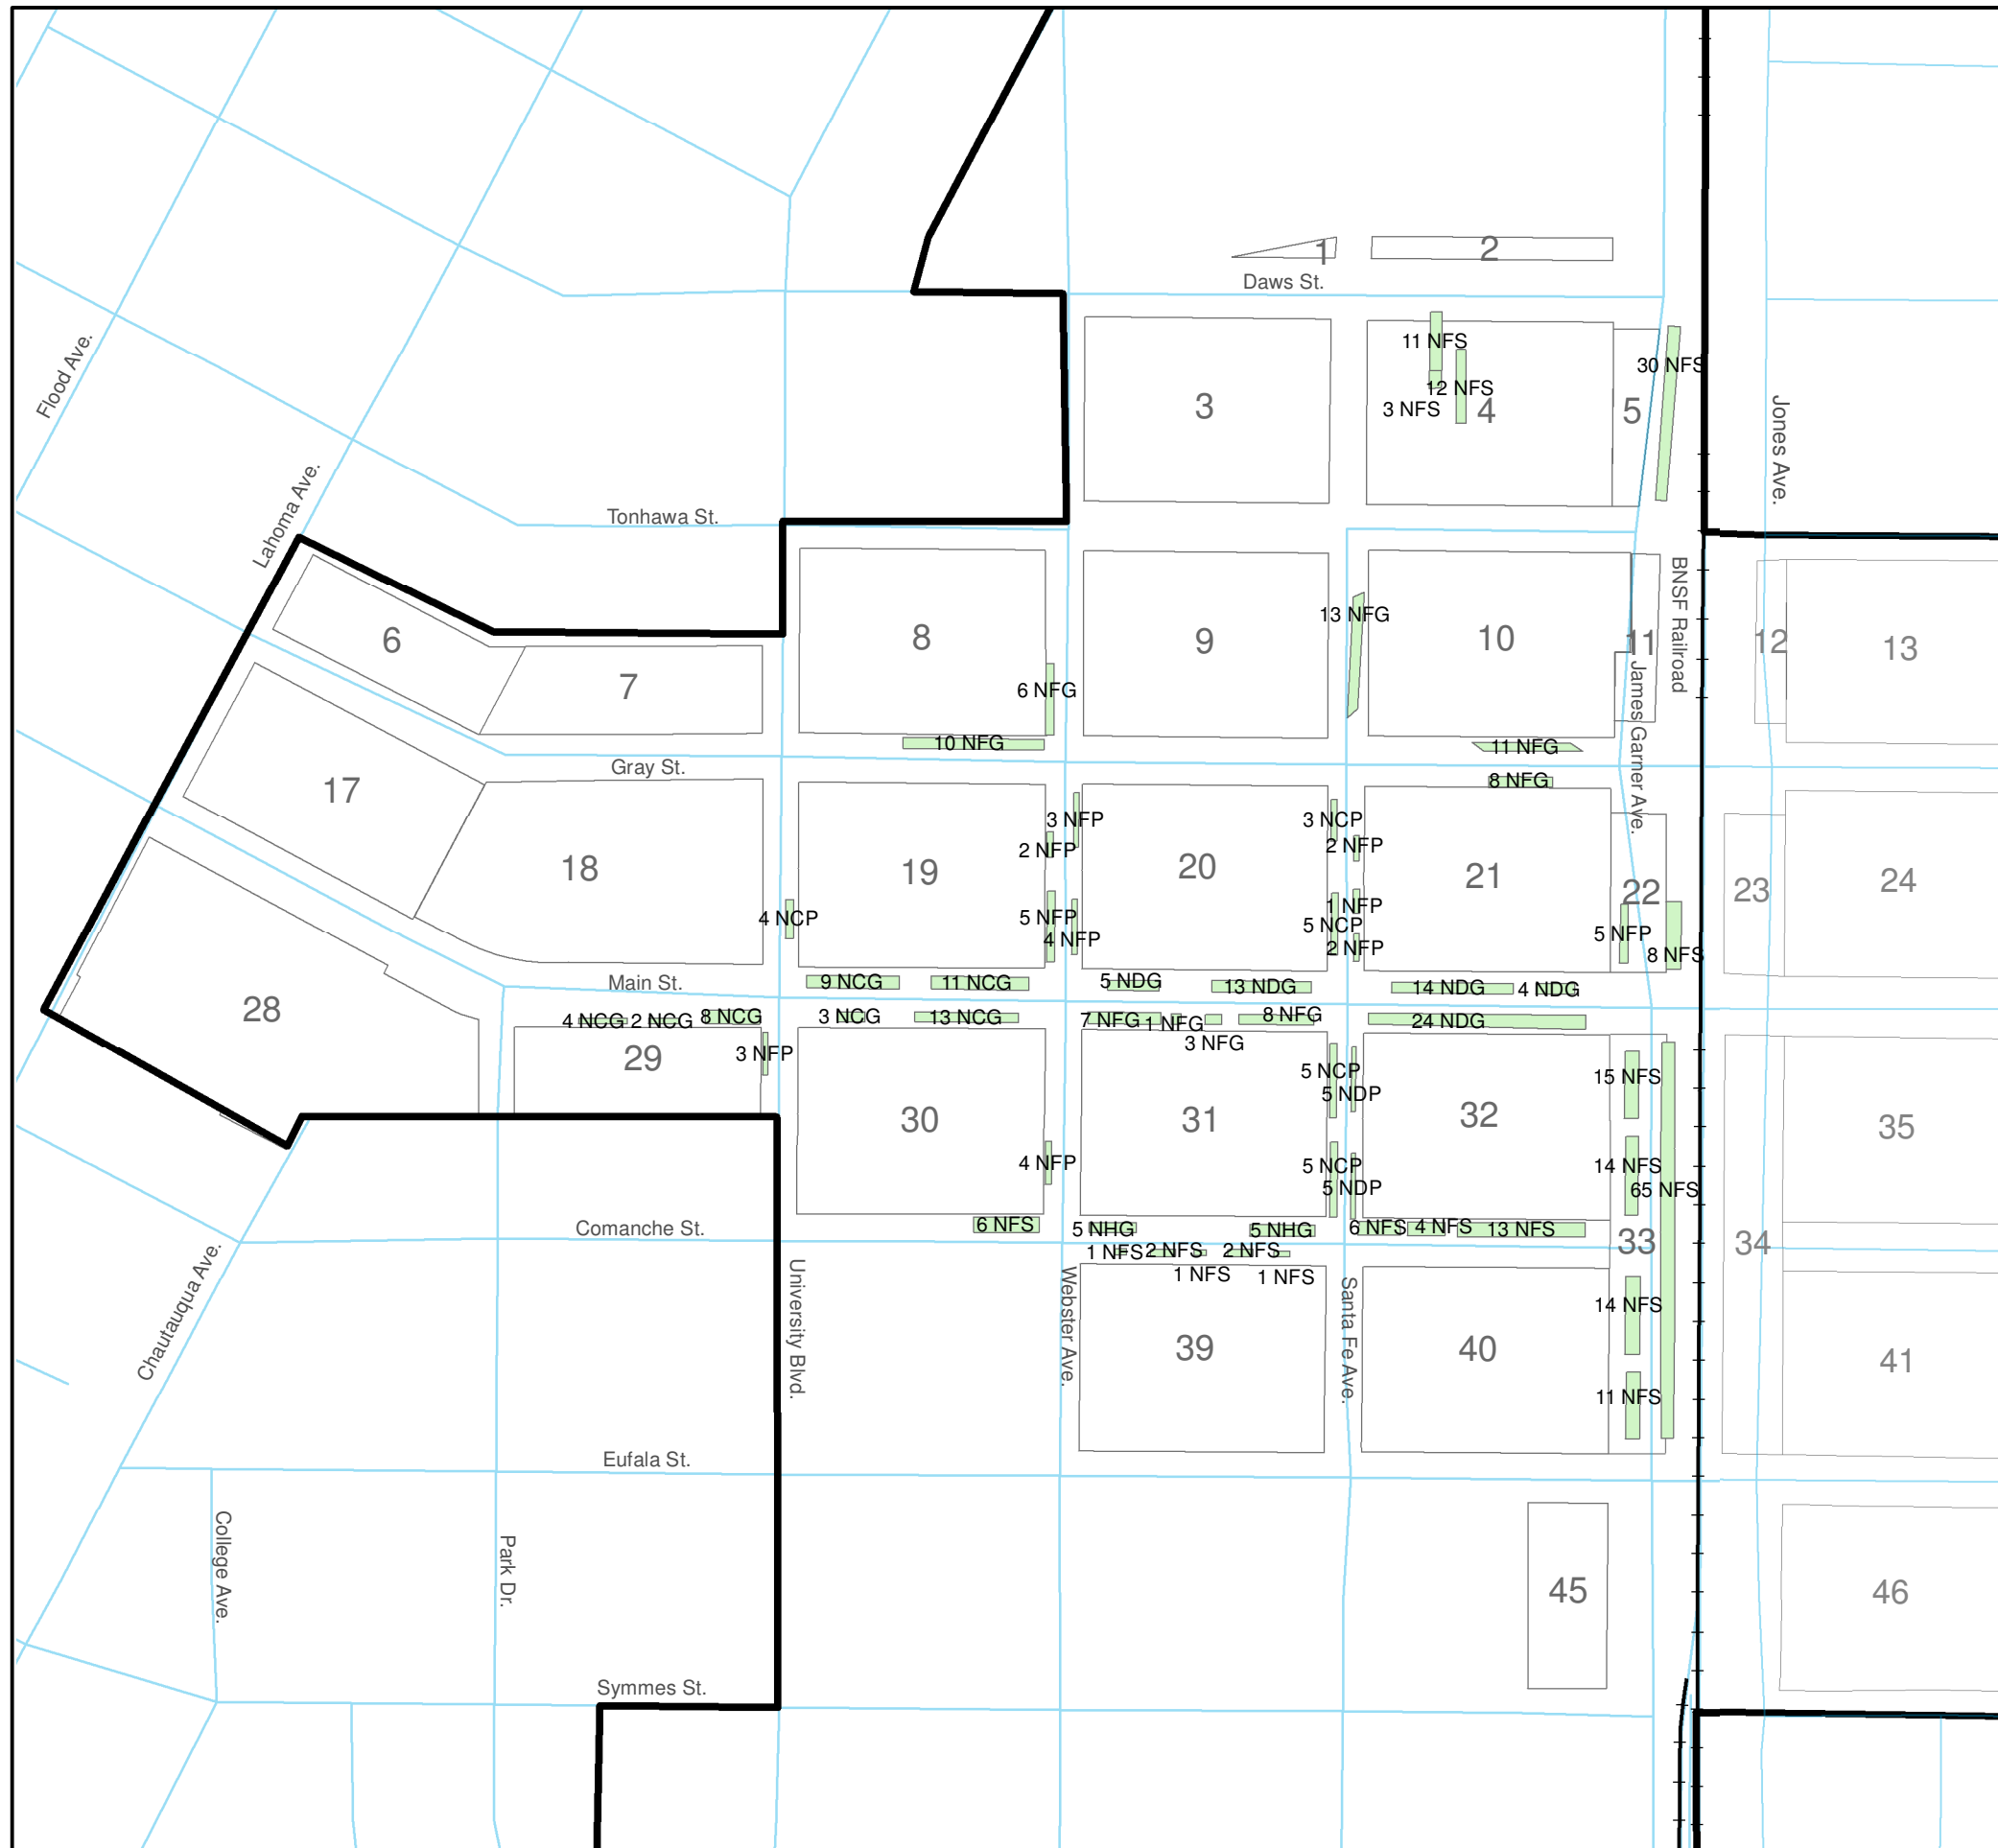 1
2
Daws St.
11 NFS
30 NFS
12 NFS
3 NFS
3
4
5
Flood Ave.
Jones Ave.
Lahoma Ave.
Tonhawa St.
BNSF Railroad
13 NFG
6
7
8
9
10
11
12
13
6 NFG
10 NFG
11 NFG
James Garner Ave.
Gray St.
8 NFG
17
18
19
20
21
22
23
24
3 NFP
2 NFP
3 NCP
2 NFP
4 NCP
5 NFP
4 NFP
1 NFP
5 NCP
2 NFP
5 NFP
8 NFS
Main St.
9 NCG
11 NCG
5 NDG
13 NDG
14 NDG
4 NDG
28
4 NCG
2 NCG
8 NCG
3 NCG
13 NCG
7 NFG
1 NFG
8 NFG
24 NDG
3 NFG
29
3 NFP
5 NCP
5 NDP
15 NFS
30
31
32
35
4 NFP
5 NCP
5 NDP
14 NFS
65 NFS
Comanche St.
6 NFS
5 NHG
5 NHG
6 NFS
4 NFS
13 NFS
33
34
1 NFS
2 NFS
2 NFS
1 NFS
1 NFS
Chautauqua Ave.
University Blvd.
Webster Ave.
Santa Fe Ave.
14 NFS
39
40
41
11 NFS
Eufala St.
College Ave.
Park Dr.
45
46
Symmes St.